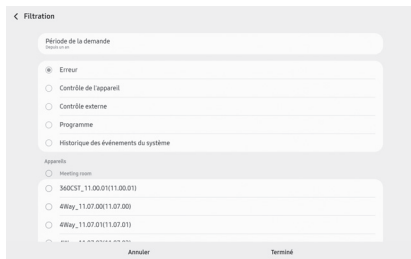 Filtration
Période de la demande
Depuis un an
Erreur
Contrôle de l'appareil
Contrôle externe
Programme
Historique des événements du système
Appareils
Meeting room
360CST_11.00.01(11.00.01)
4Way_11.07.00(11.07.00)
4Way_11.07.01(11.07.01)
Annuler
Terminé